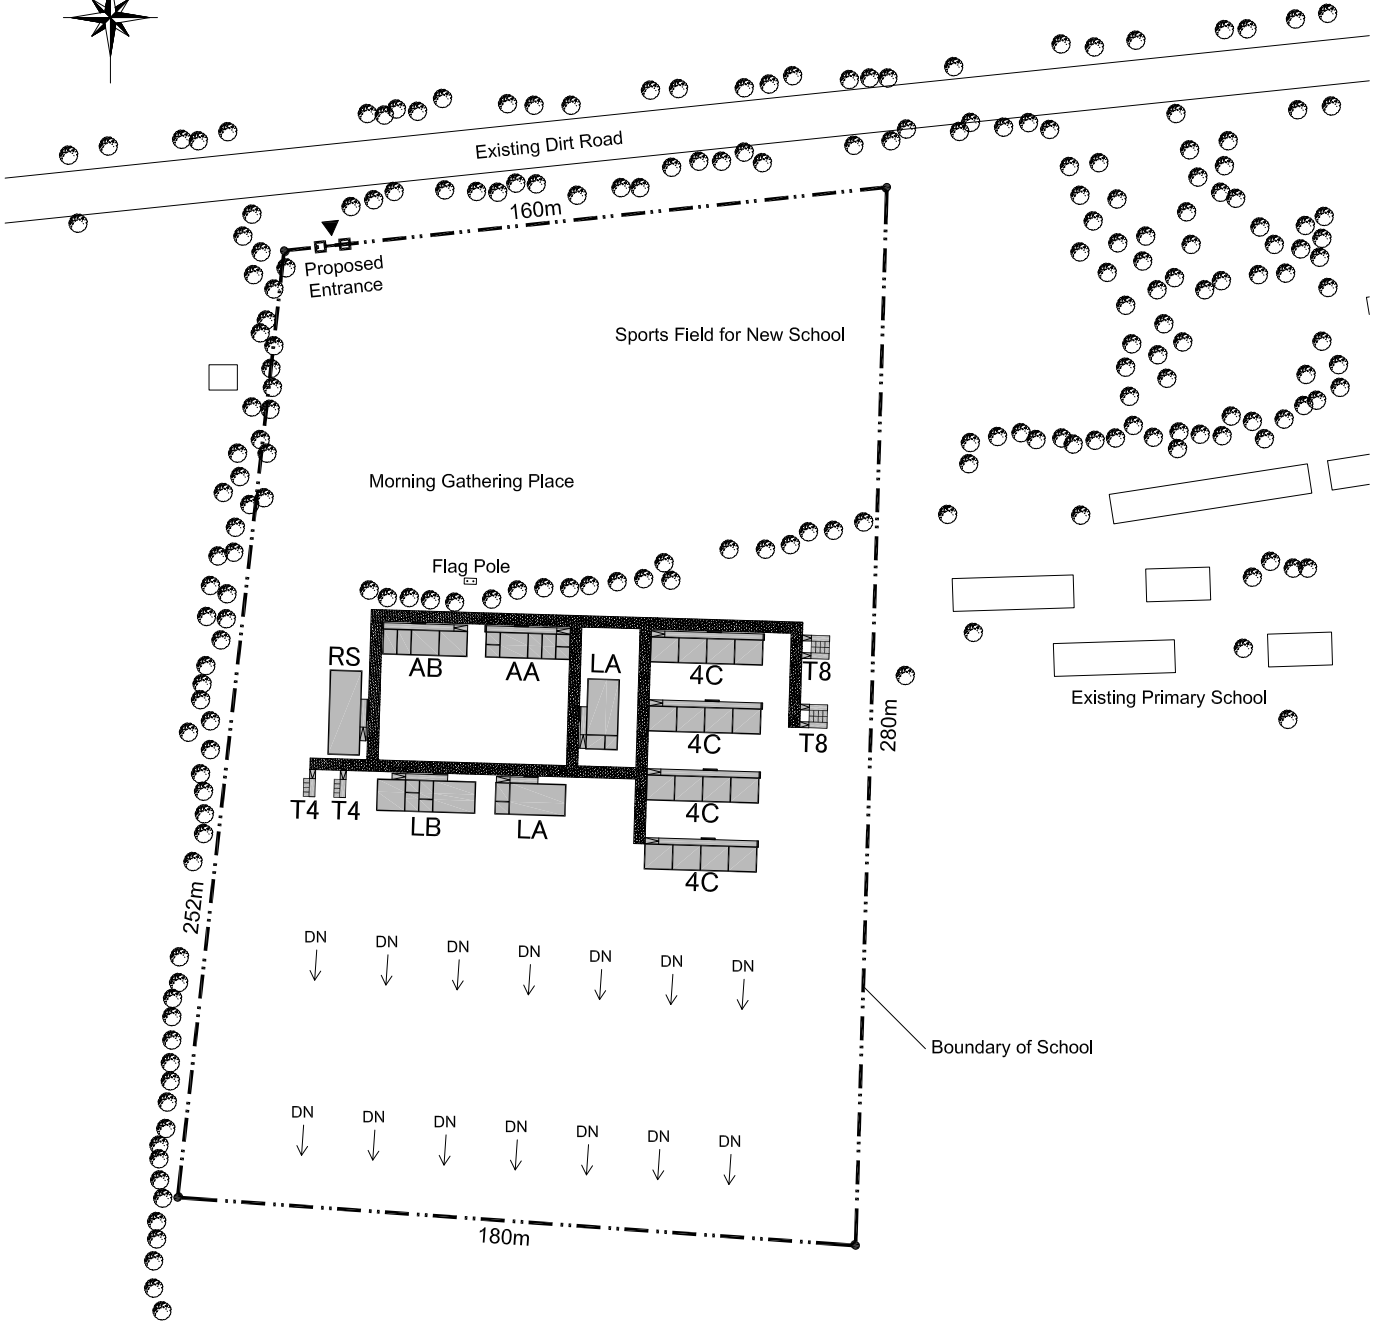 Existing Dirt Road
160m
Proposed
Entrance
Sports Field for New School
Morning Gathering Place
Flag Pole
RS
AB
AA
LA
4C
T8
4C
T8
Existing Primary School
280m
4C
T4
T4
LB
LA
4C
252m
DN
DN
DN
DN
DN
DN
DN
Boundary of School
DN
DN
DN
DN
DN
DN
DN
180m